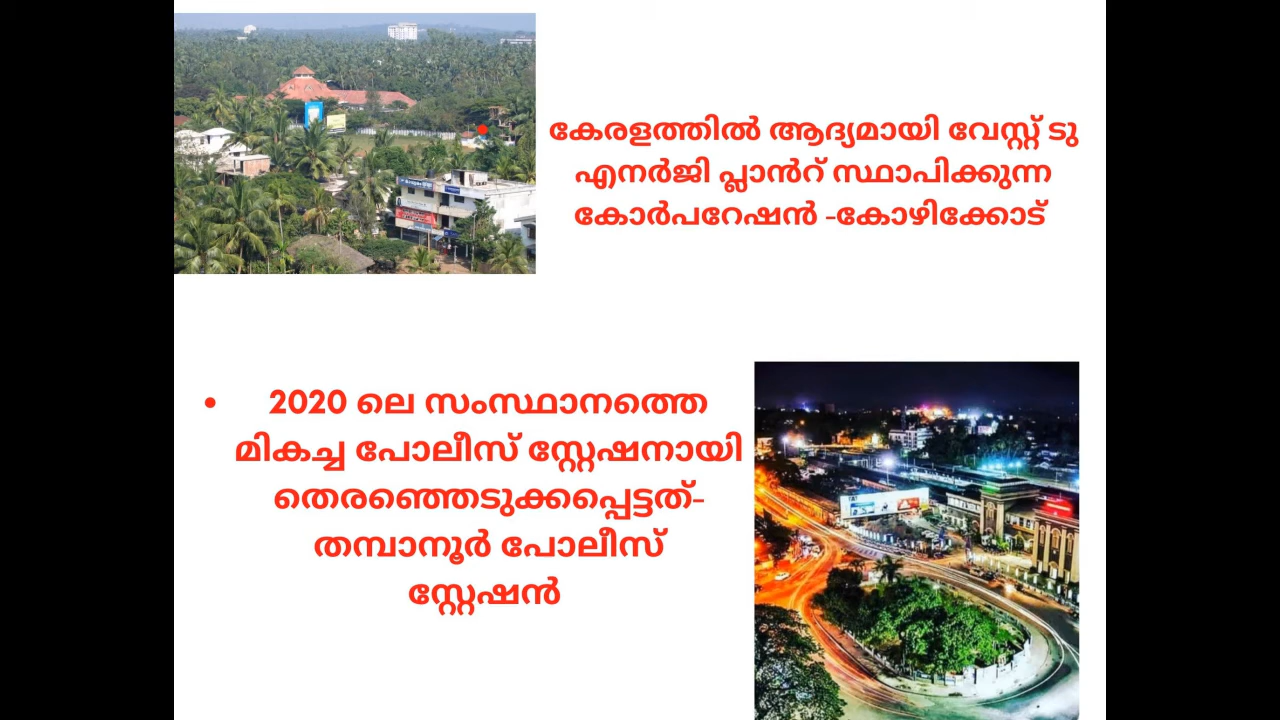 കേരളത്തിൽ ആദ്യമായി വേസ്റ്റ് ടു
എനർജി പ്ലാൻറ് സ്ഥാപിക്കുന്ന
കോർപറേഷൻ -കോഴിക്കോട്
• 2020 ലെ സംസ്ഥാനത്തെ
മികച്ച പോലീസ് സ്റ്റേഷനായി
തെരഞ്ഞെടുക്കപ്പെട്ടത്-
തമ്പാനൂർ പോലീസ്
സ്റ്റേഷൻ